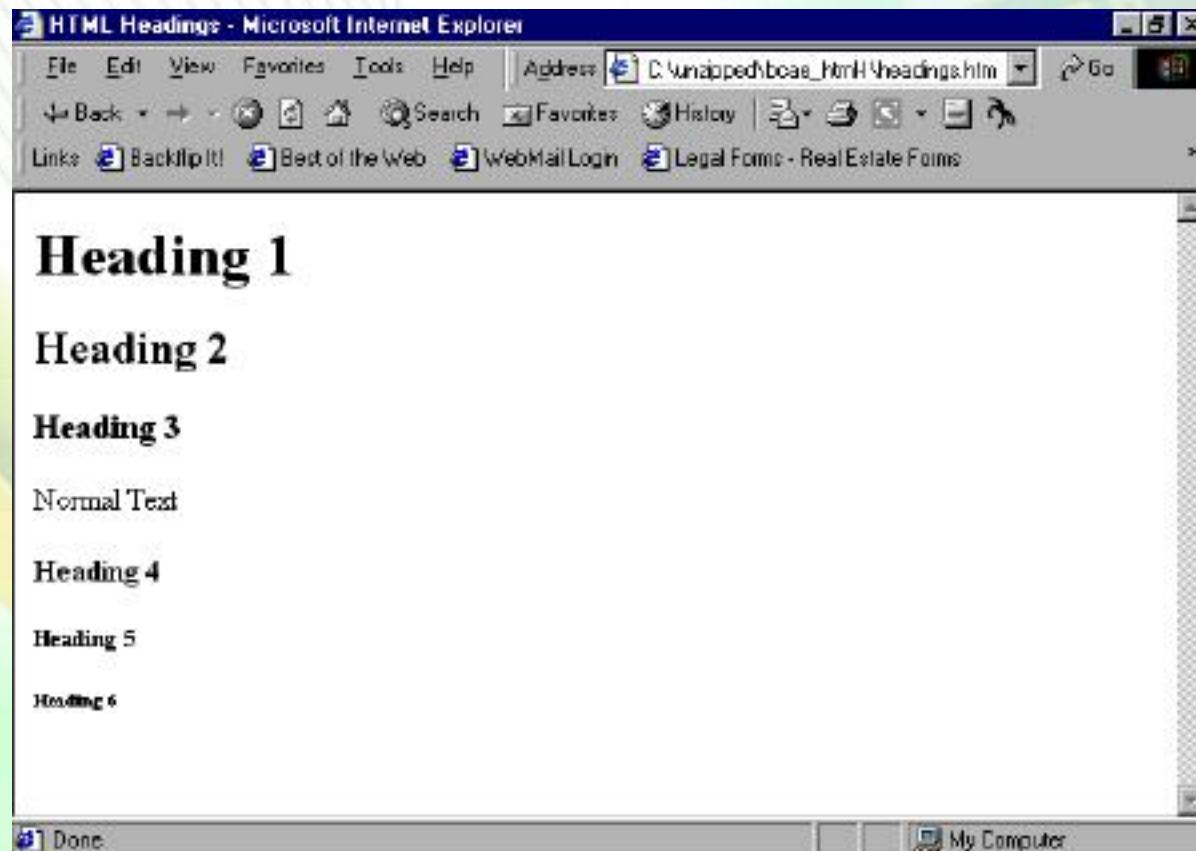 HTML Headings - Microsoft Internet Explorer
File Edit View Favorites Tools Help Address C:\unzipped\bcae_html4\headings.htm Go
Back Search Favorites History
Links Backflip It! Best of the Web WebMail Login Legal Forms - Real Estate Forms »
Heading 1
Heading 2
Heading 3
Normal Text
Heading 4
Heading 5
Heading 6
Done My Computer